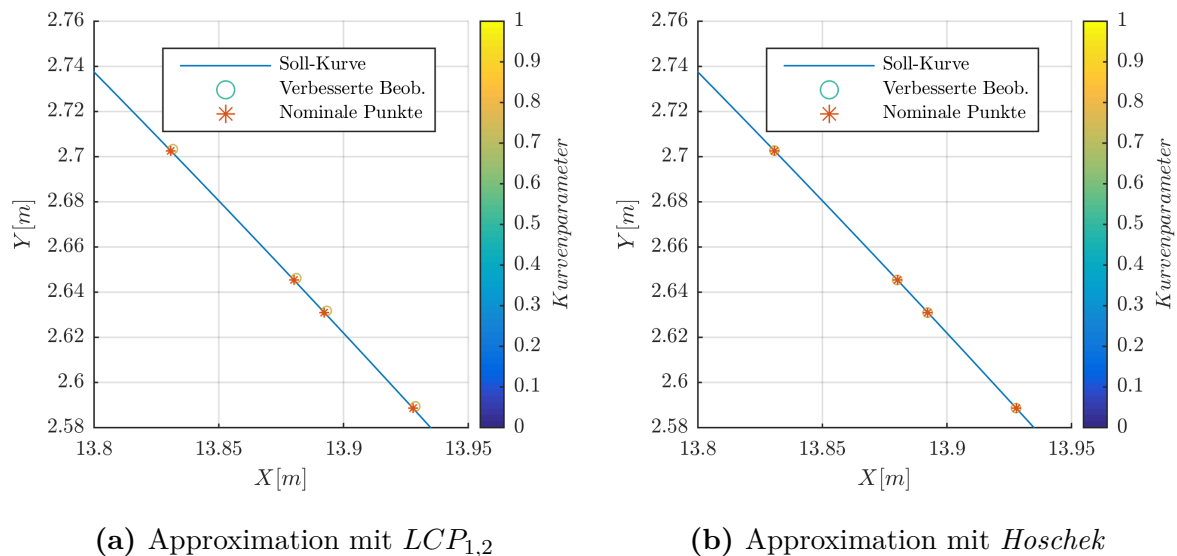 2.76
2.74
2.72
2.7
2.68
2.66
2.64
2.62
2.6
2.58
Y[m]
13.8 13.85 13.9 13.95
X[m]
Soll-Kurve
Verbesserte Beob.
Nominale Punkte
1
0.9
0.8
0.7
0.6
0.5
0.4
0.3
0.2
0.1
0
Kurvenparameter
(a) Approximation mit LCP1,2
2.76
2.74
2.72
2.7
2.68
2.66
2.64
2.62
2.6
2.58
Y[m]
13.8 13.85 13.9 13.95
X[m]
Soll-Kurve
Verbesserte Beob.
Nominale Punkte
1
0.9
0.8
0.7
0.6
0.5
0.4
0.3
0.2
0.1
0
Kurvenparameter
(b) Approximation mit Hoschek